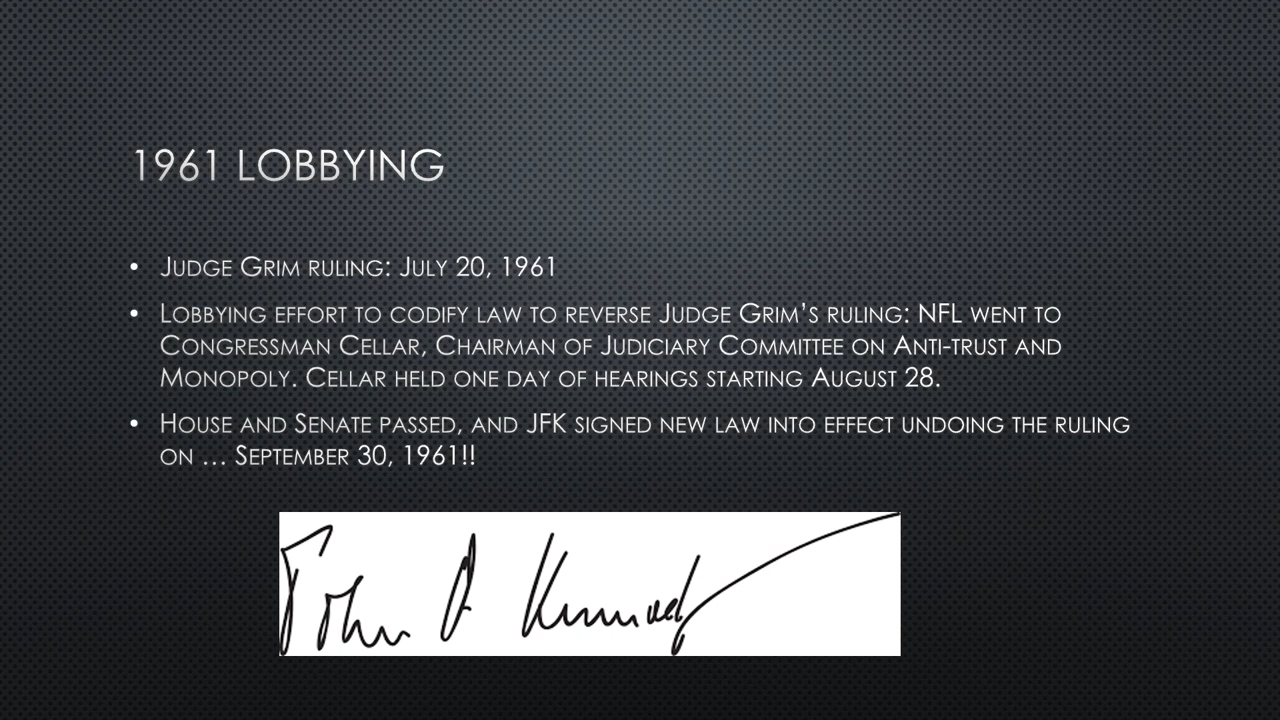 1961 LOBBYING
• JUDGE GRIM RULING: JULY 20, 1961
• LOBBYING EFFORT TO CODIFY LAW TO REVERSE JUDGE GRIM'S RULING: NFL WENT TO
CONGRESSMAN CELLAR, CHAIRMAN OF JUDICIARY COMMITTEE ON ANTI-TRUST AND
MONOPOLY. CELLAR HELD ONE DAY OF HEARINGS STARTING AUGUST 28.
• HOUSE AND SENATE PASSED, AND JFK SIGNED NEW LAW INTO EFFECT UNDOING THE RULING
ON … SEPTEMBER 30, 1961!!
John F Kennedy